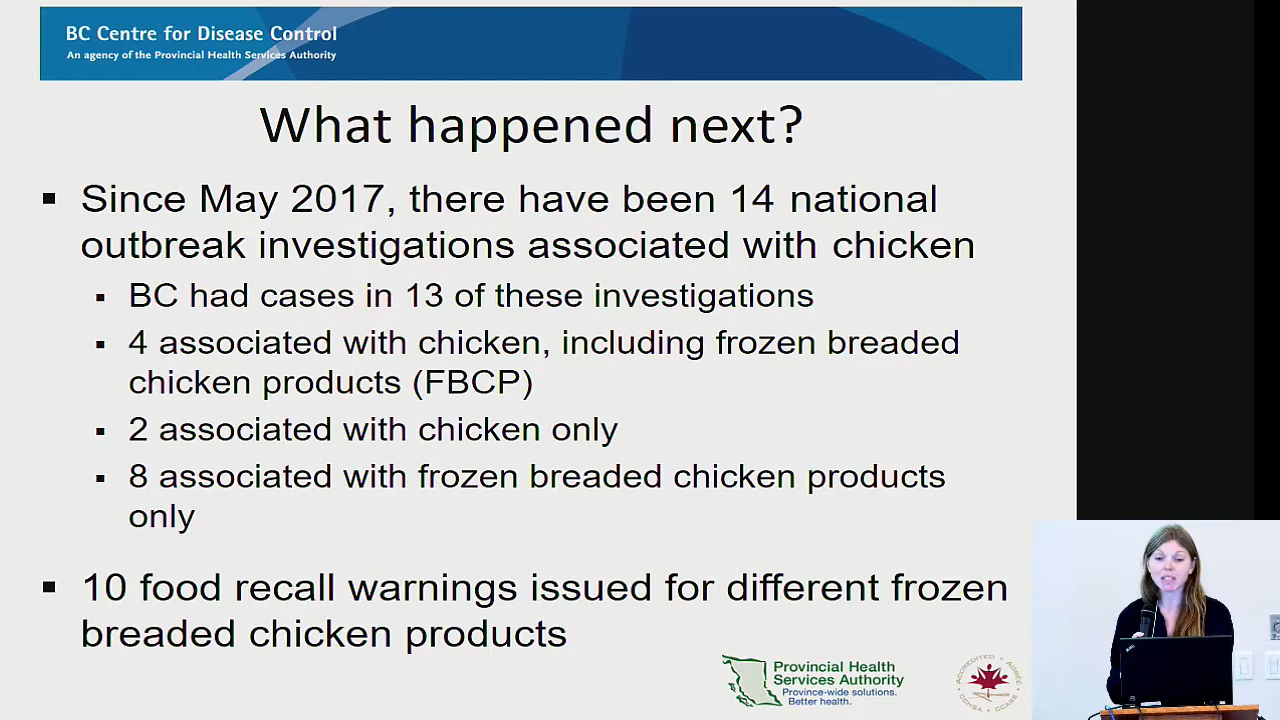 BC Centre for Disease Control
An agency of the Provincial Health Services Authority
What happened next?
▪ Since May 2017, there have been 14 national
outbreak investigations associated with chicken
▪ BC had cases in 13 of these investigations
▪ 4 associated with chicken, including frozen breaded
chicken products (FBCP)
▪ 2 associated with chicken only
▪ 8 associated with frozen breaded chicken products
only
▪ 10 food recall warnings issued for different frozen
breaded chicken products
Provincial Health
Services Authority
Province-wide solutions.
Better health.
ACCREDITED · AGRÉÉ
CCHSA CCASS